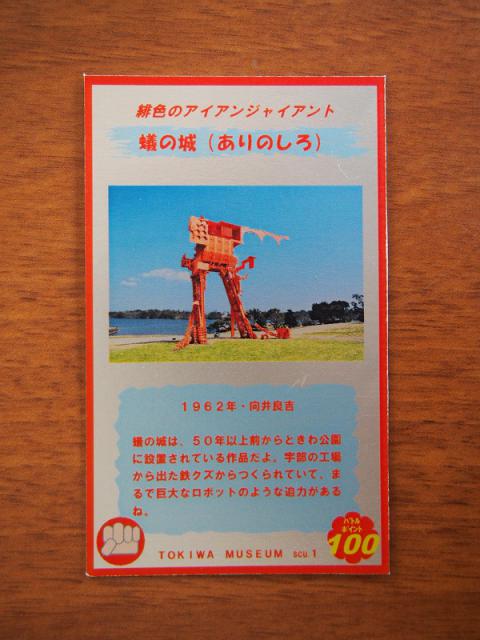 緋色のアイアンジャイアント
蟻の城（ありのしろ）
１９６２年・向井良吉
蟻の城は、５０年以上前からときわ公園
に設置されている作品だよ。宇部の工場
から出た鉄クズからつくられていて、ま
るで巨大なロボットのような迫力がある
ね。
バトル
ポイント
100
TOKIWA MUSEUM SCU.1